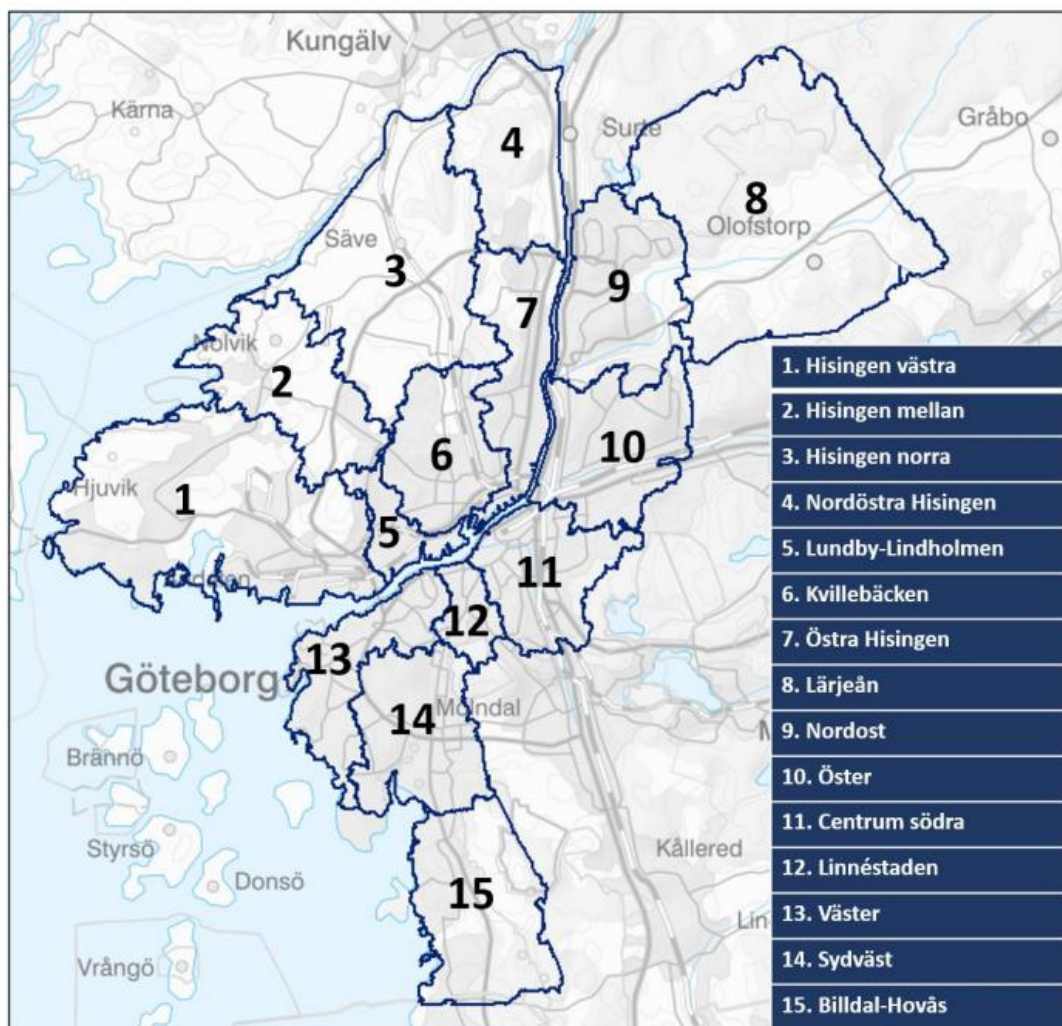 Kungälv
Kärna
4
Surte
Gråbo
8
Säve
Olofstorp
3
9
7
Nolvik
2
1. Hisingen västra
2. Hisingen mellan
3. Hisingen norra
4. Nordöstra Hisingen
5. Lundby-Lindholmen
6. Kvillebäcken
7. Östra Hisingen
8. Lärjeån
9. Nordost
10. Öster
11. Centrum södra
12. Linnéstaden
13. Väster
14. Sydväst
15. Billdal-Hovås
10
6
Hjuvik
1
5
11
12
13
Göteborg
14
Mölndal
Brännö
Styrsö
Kållered
Donsö
15
Lin
Vrångö